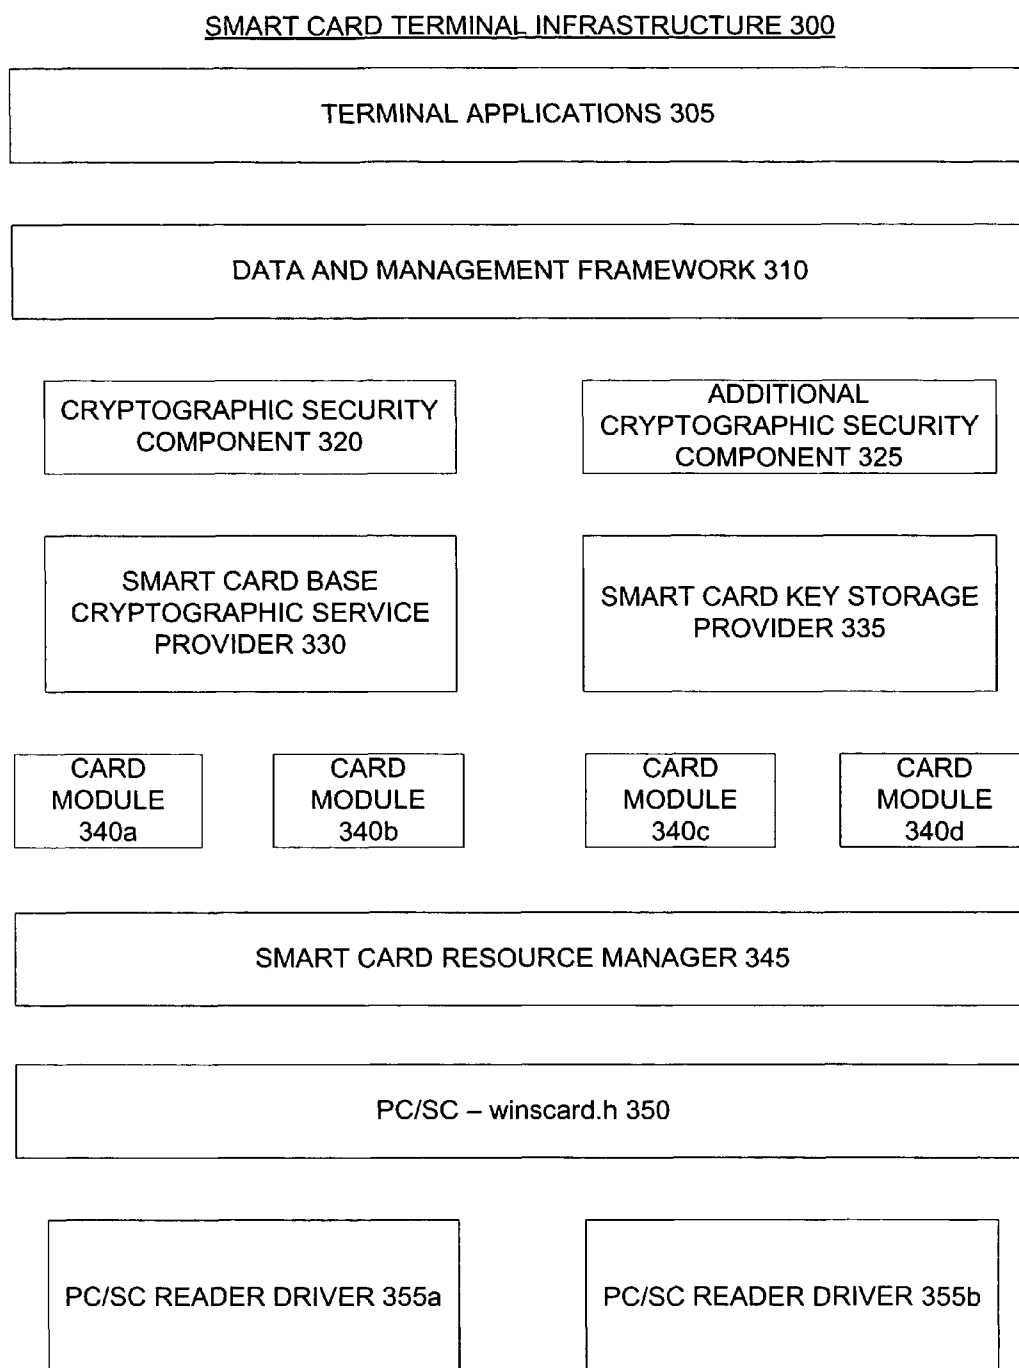 SMART CARD TERMINAL INFRASTRUCTURE 300
TERMINAL APPLICATIONS 305
DATA AND MANAGEMENT FRAMEWORK 310
CRYPTOGRAPHIC SECURITY
COMPONENT 320
ADDITIONAL
CRYPTOGRAPHIC SECURITY
COMPONENT 325
SMART CARD BASE
CRYPTOGRAPHIC SERVICE
PROVIDER 330
SMART CARD KEY STORAGE
PROVIDER 335
CARD
MODULE
340a
CARD
MODULE
340b
CARD
MODULE
340c
CARD
MODULE
340d
SMART CARD RESOURCE MANAGER 345
PC/SC – winscard.h 350
PC/SC READER DRIVER 355a
PC/SC READER DRIVER 355b